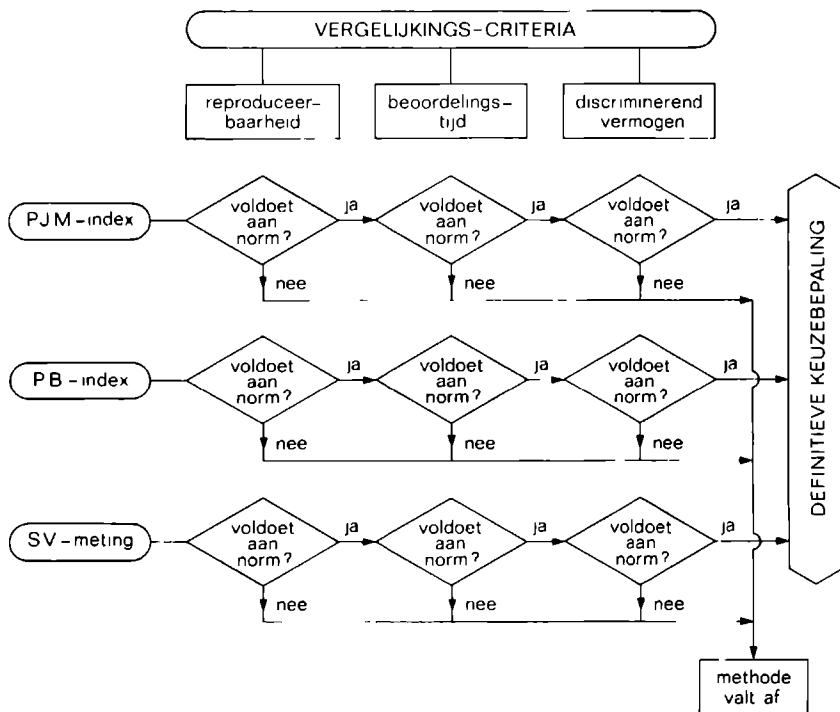 VERGELIJKINGS-CRITERIA
reproduceer-
baarheid
beoordelings-
tijd
discriminerend
vermogen
PJM-index
voldoet
aan
norm?
ja
voldoet
aan
norm?
ja
voldoet
aan
norm?
ja
nee
nee
nee
PB-index
voldoet
aan
norm?
ja
voldoet
aan
norm?
ja
voldoet
aan
norm?
ja
nee
nee
nee
SV-meting
voldoet
aan
norm?
ja
voldoet
aan
norm?
ja
voldoet
aan
norm?
ja
nee
nee
nee
DEFINITIEVE KEUZEBEPALING
methode
valt af